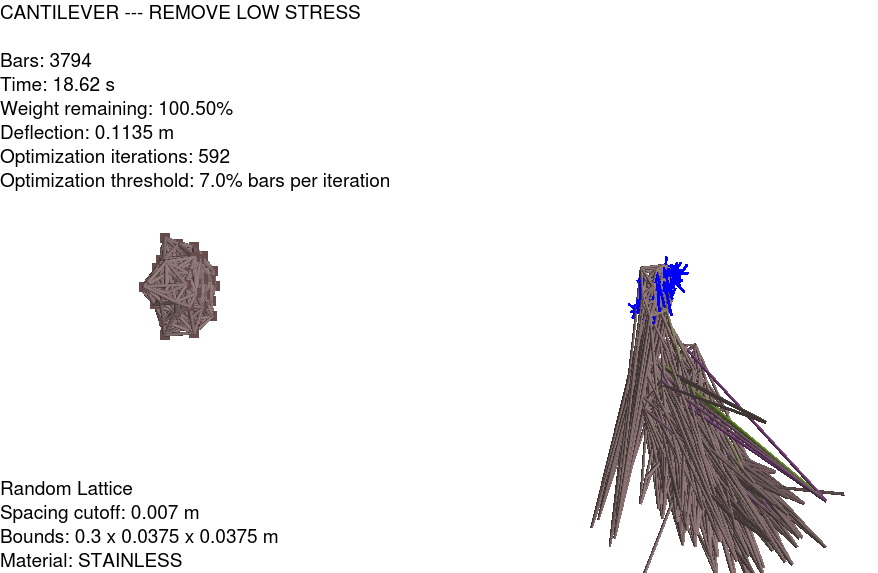 CANTILEVER --- REMOVE LOW STRESS
Bars: 3794
Time: 18.62 s
Weight remaining: 100.50%
Deflection: 0.1135 m
Optimization iterations: 592
Optimization threshold: 7.0% bars per iteration
Random Lattice
Spacing cutoff: 0.007 m
Bounds: 0.3 x 0.0375 x 0.0375 m
Material: STAINLESS